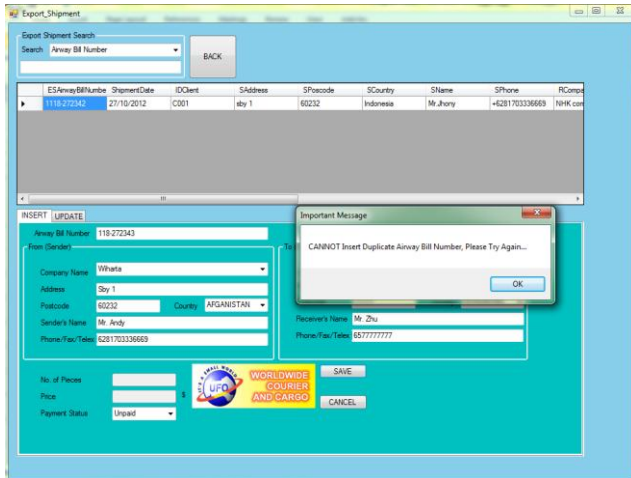 Export_Shipment
Export Shipment Search
Search Airway Bill Number
BACK
ESAirwayBillNumbe ShipmentDate IDClient SAddress SPoscode SCountry SName SPhone RCompa
1118-272342 27/10/2012 C001 sby 1 60232 Indonesia Mr.Jhony +6281703336669 NHK com
INSERT UPDATE
Important Message
CANNOT Insert Duplicate Airway Bill Number, Please Try Again...
OK
Airway Bill Number 118-272343
From (Sender)
To
Company Name Wiharta
Address Sby 1
Postcode 60232 Country AFGANISTAN
Sender's Name Mr. Andy
Phone/Fax/Telex 6281703336669
Receiver's Name Mr. Zhu
Phone/Fax/Telex 6577777777
No. of Pieces
Price $
Payment Status Unpaid
IT'S A SMALL WORLD
UFO
WORLDWIDE
COURIER
AND CARGO
SAVE
CANCEL